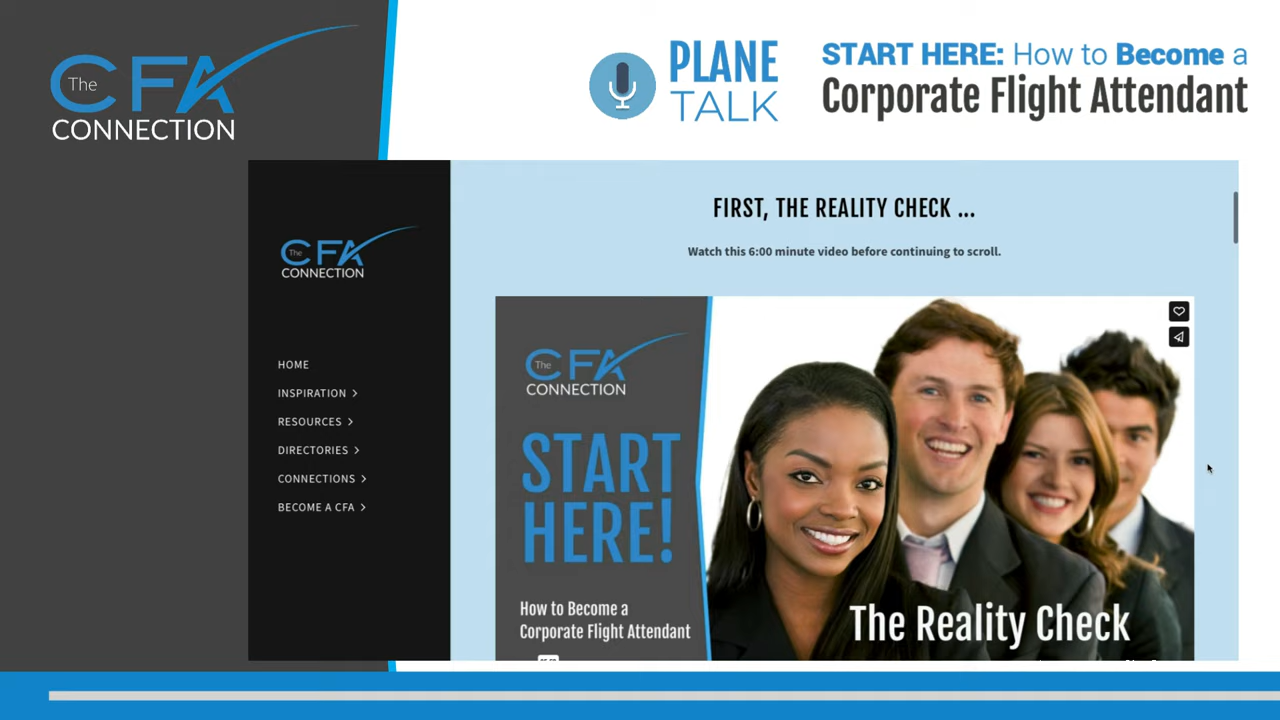 The CFA
CONNECTION
PLANE
TALK
START HERE: How to Become a
Corporate Flight Attendant
The CFA
CONNECTION
HOME
INSPIRATION
RESOURCES
DIRECTORIES
CONNECTIONS
BECOME A CFA
FIRST, THE REALITY CHECK ...
Watch this 6:00 minute video before continuing to scroll.
The CFA
CONNECTION
START
HERE!
How to Become a
Corporate Flight Attendant
The Reality Check